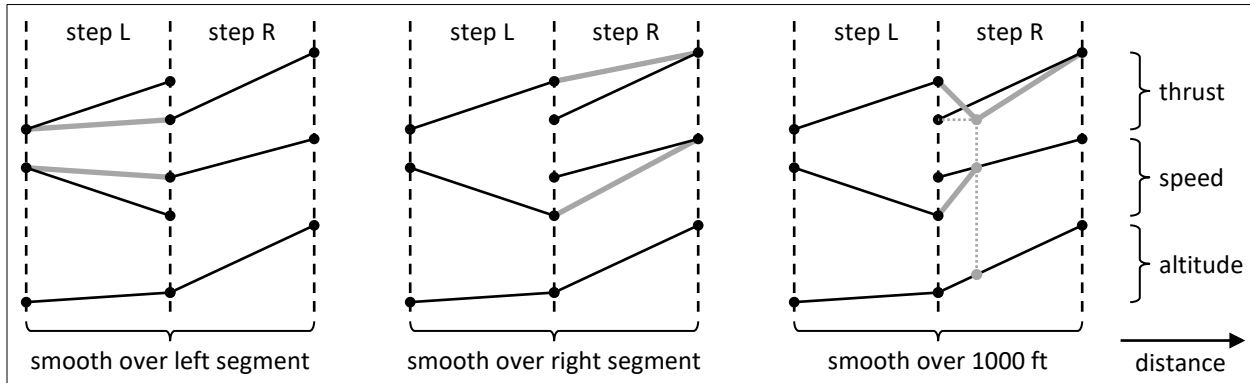 step L step R step L step R step L step R
thrust
speed
altitude
smooth over left segment smooth over right segment smooth over 1000 ft distance